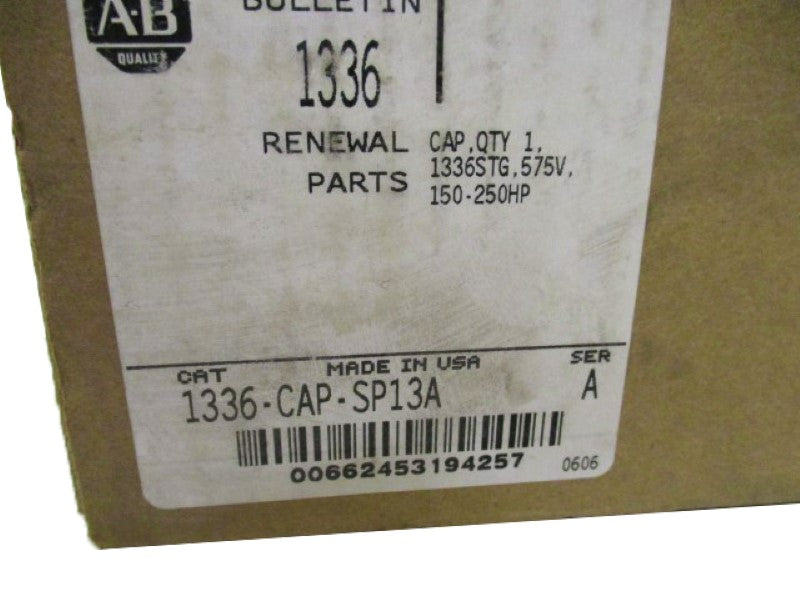 A-B
QUALITY
BULLETIN
1336
RENEWAL
PARTS
CAP,QTY 1,
1336STG,575V,
150-250HP
CAT
MADE IN USA
SER
1336-CAP-SP13A
A
00662453194257
0606